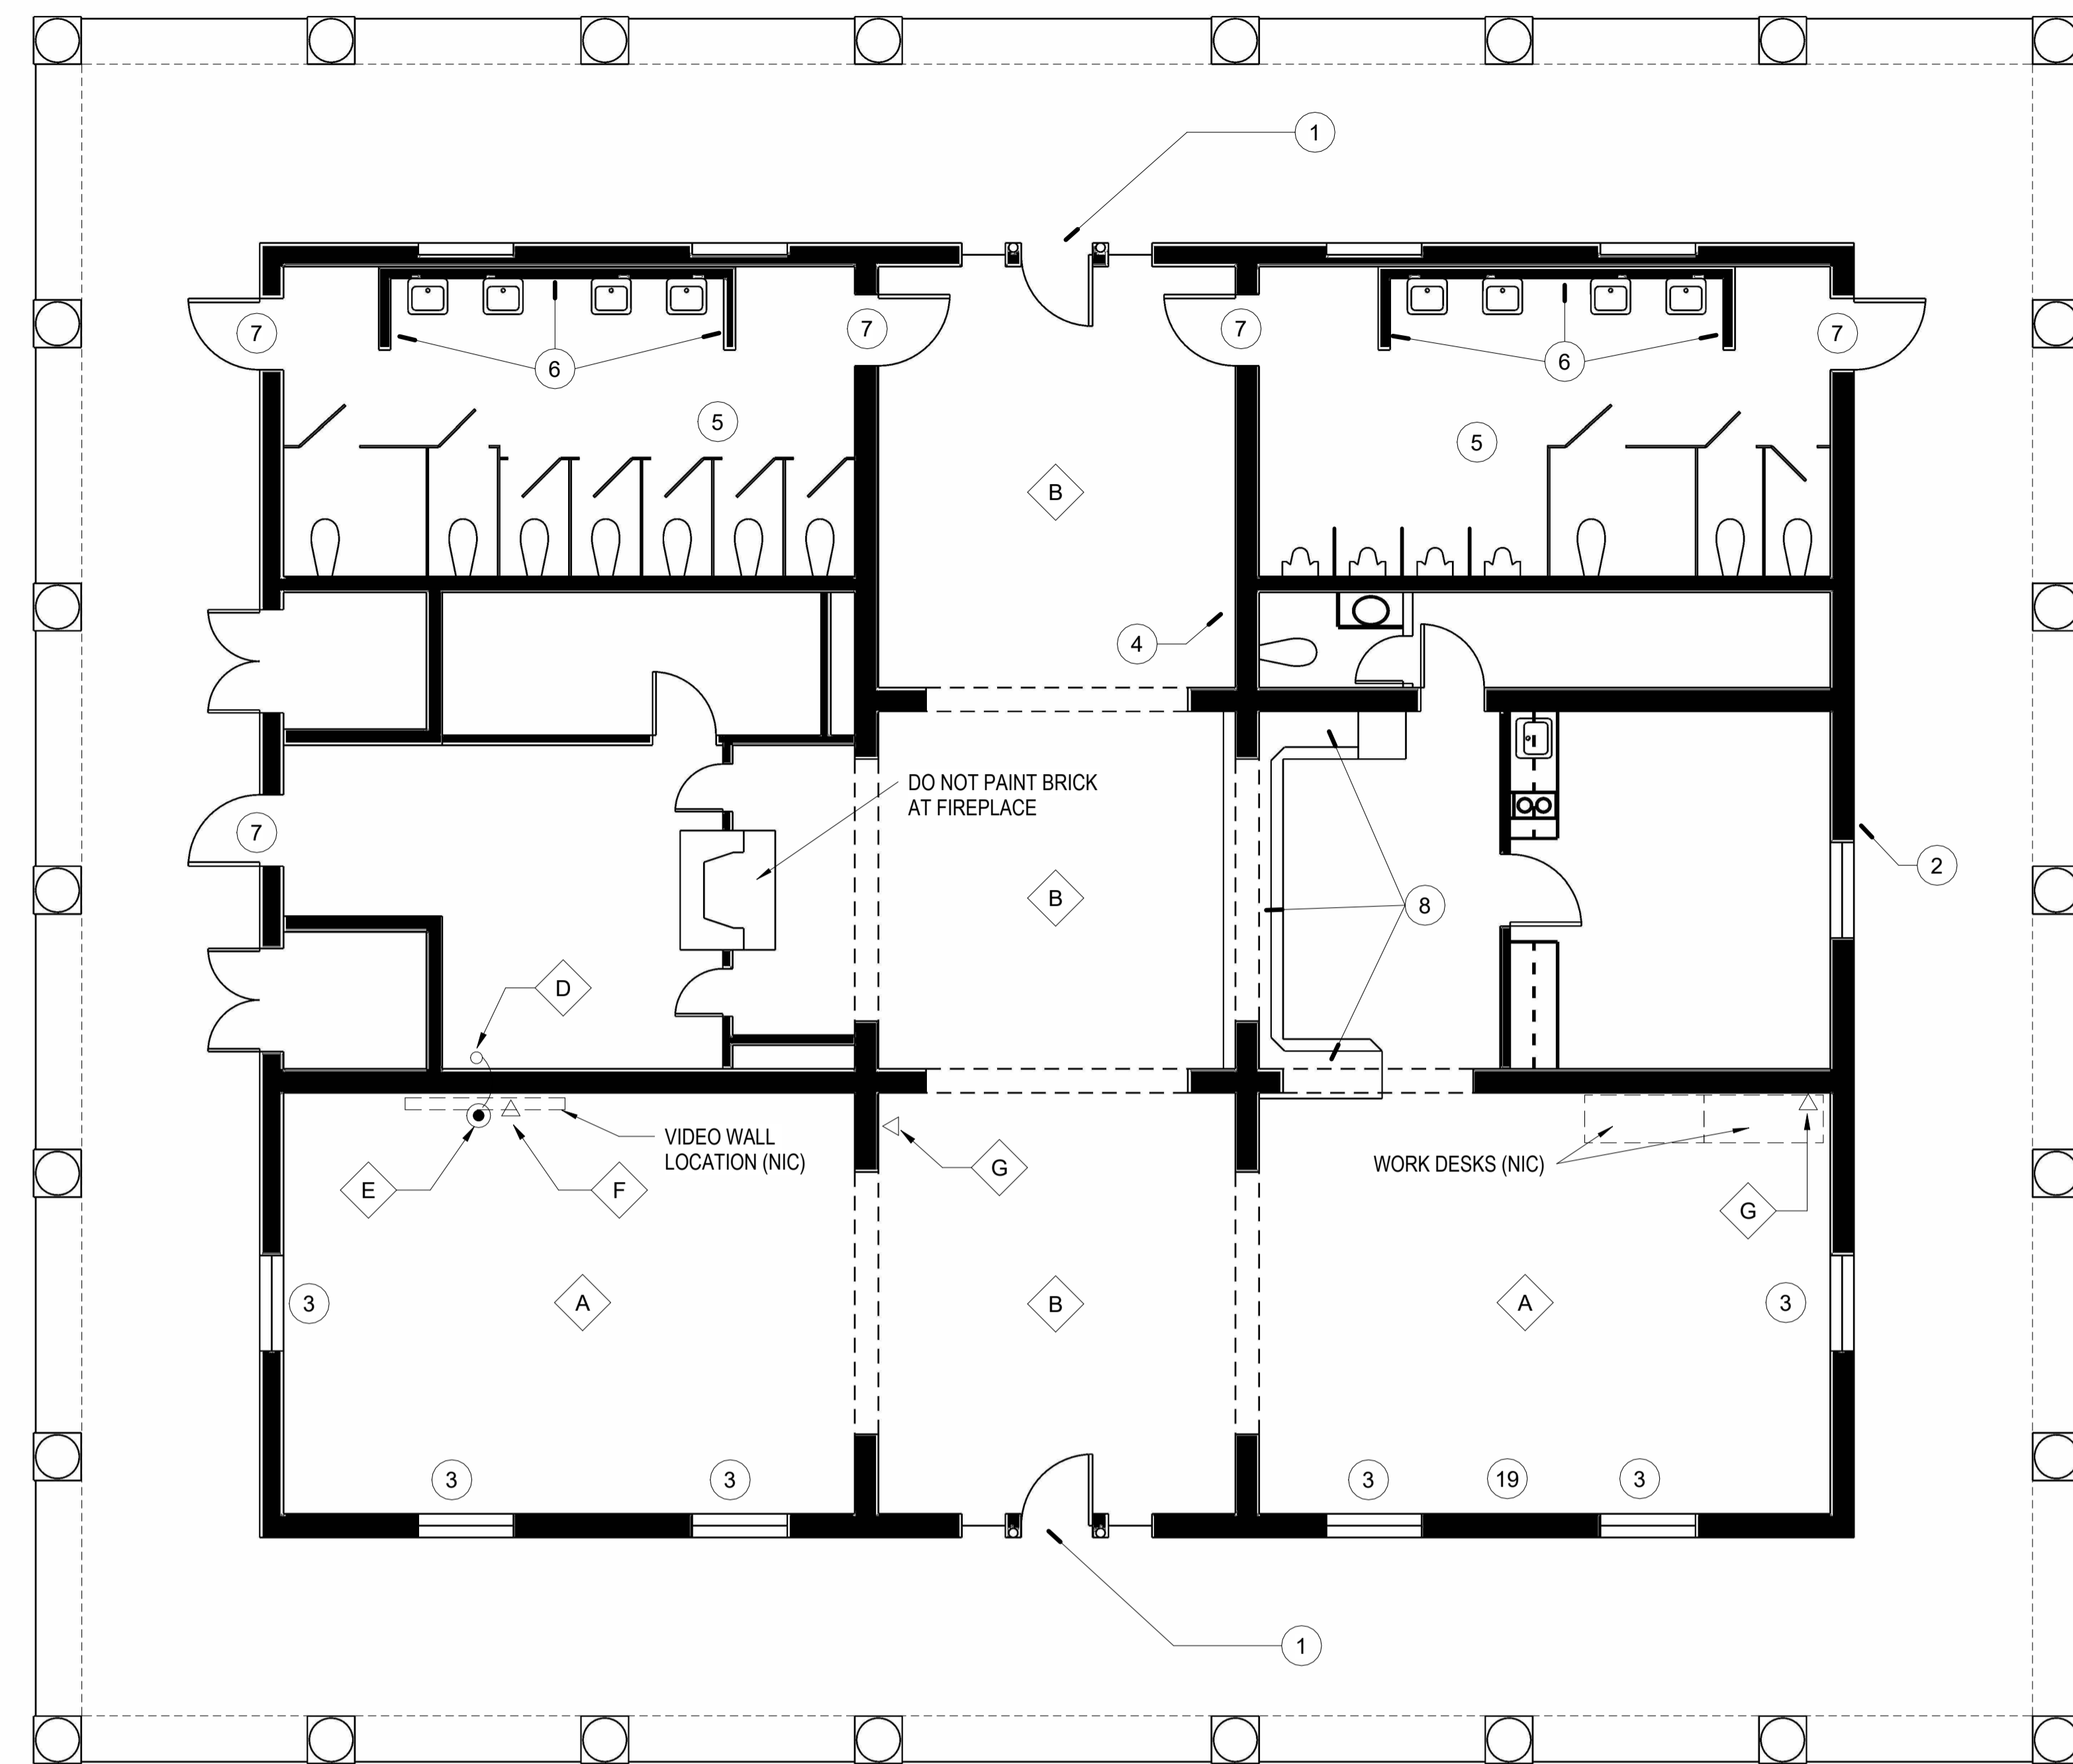 1
7
7
7
7
6
6
5
5
B
4
DO NOT PAINT BRICK
AT FIREPLACE
7
2
B
8
D
VIDEO WALL
LOCATION (NIC)
WORK DESKS (NIC)
G
E
F
G
3
A
B
A
3
3
3
3
19
3
1